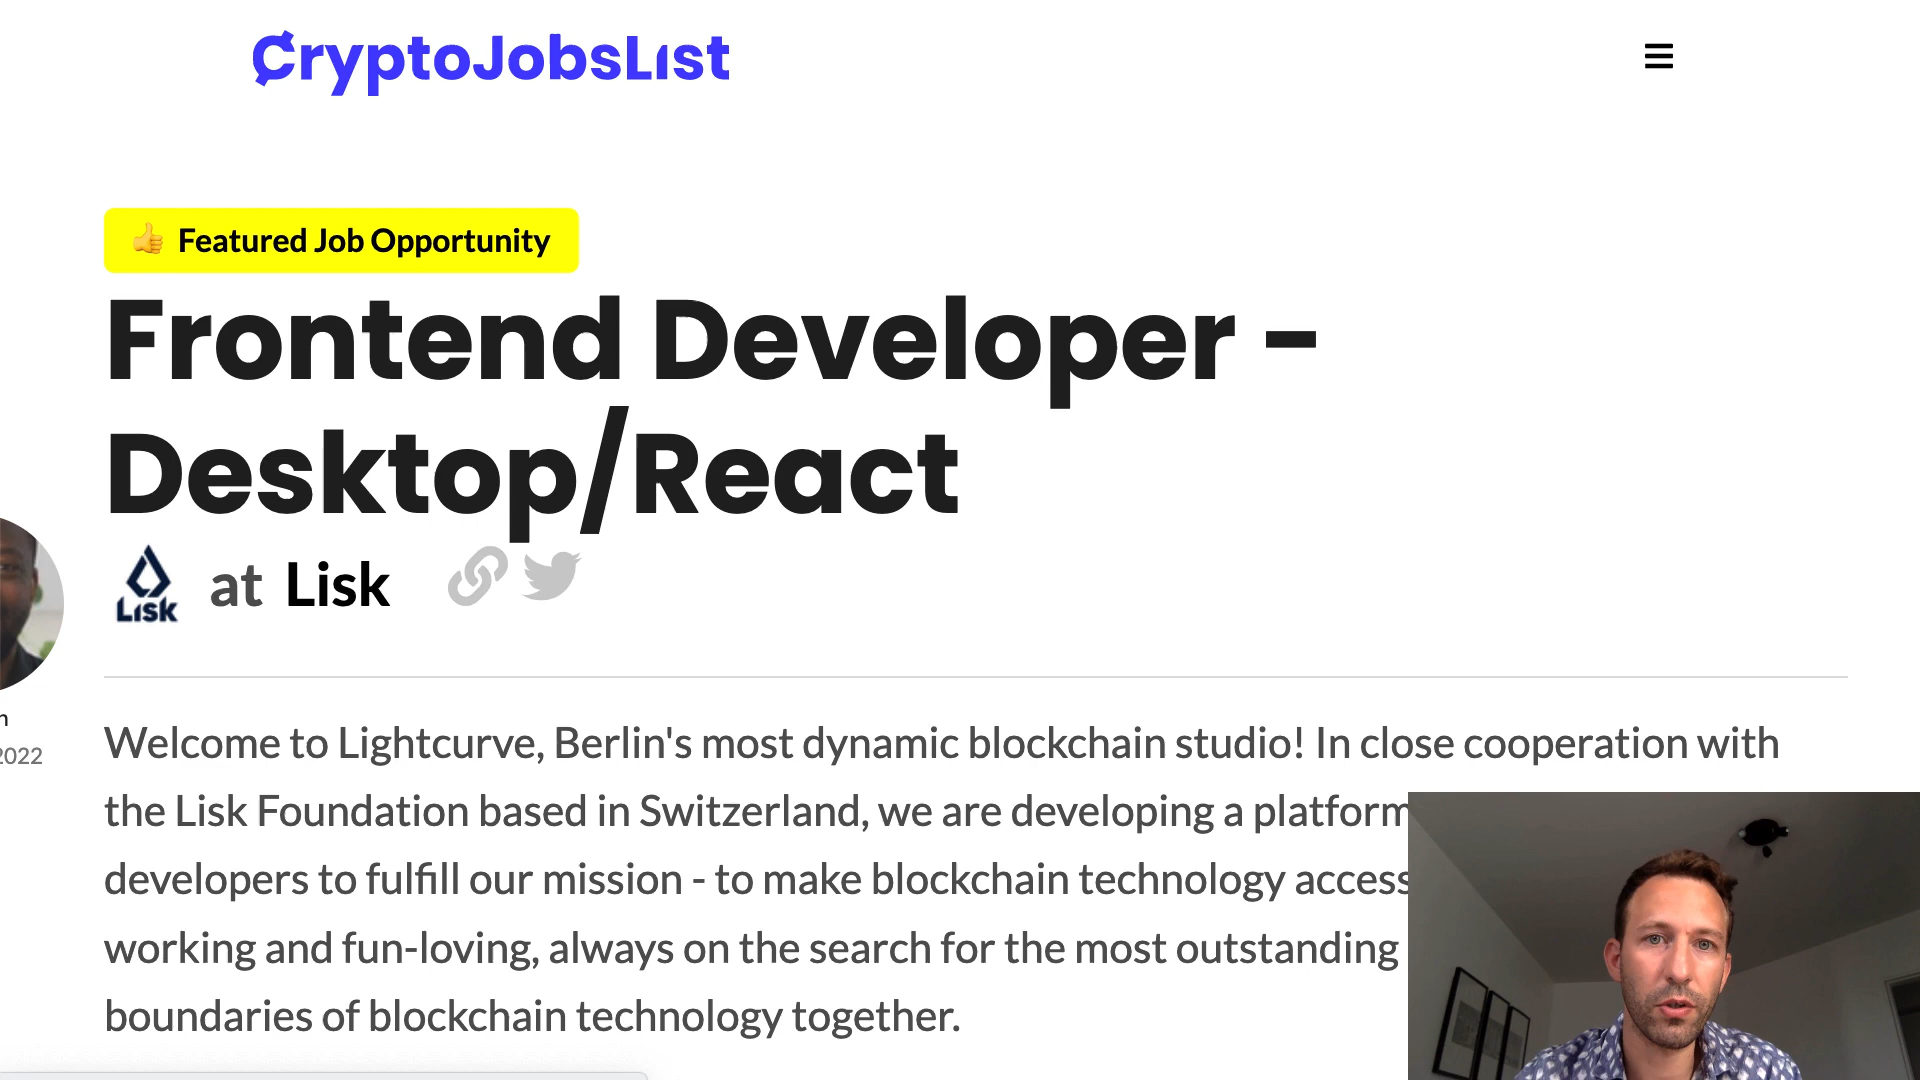 CryptoJobsList
👍 Featured Job Opportunity
Frontend Developer -
Desktop/React
Lisk at Lisk
Welcome to Lightcurve, Berlin's most dynamic blockchain studio! In close cooperation with
2022
the Lisk Foundation based in Switzerland, we are developing a platform
developers to fulfill our mission - to make blockchain technology access
working and fun-loving, always on the search for the most outstanding
boundaries of blockchain technology together.